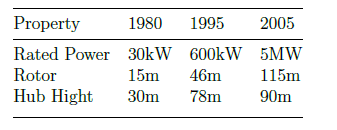 Property 1980 1995 2005
Rated Power 30kW 600kW 5MW
Rotor 15m 46m 115m
Hub Hight 30m 78m 90m